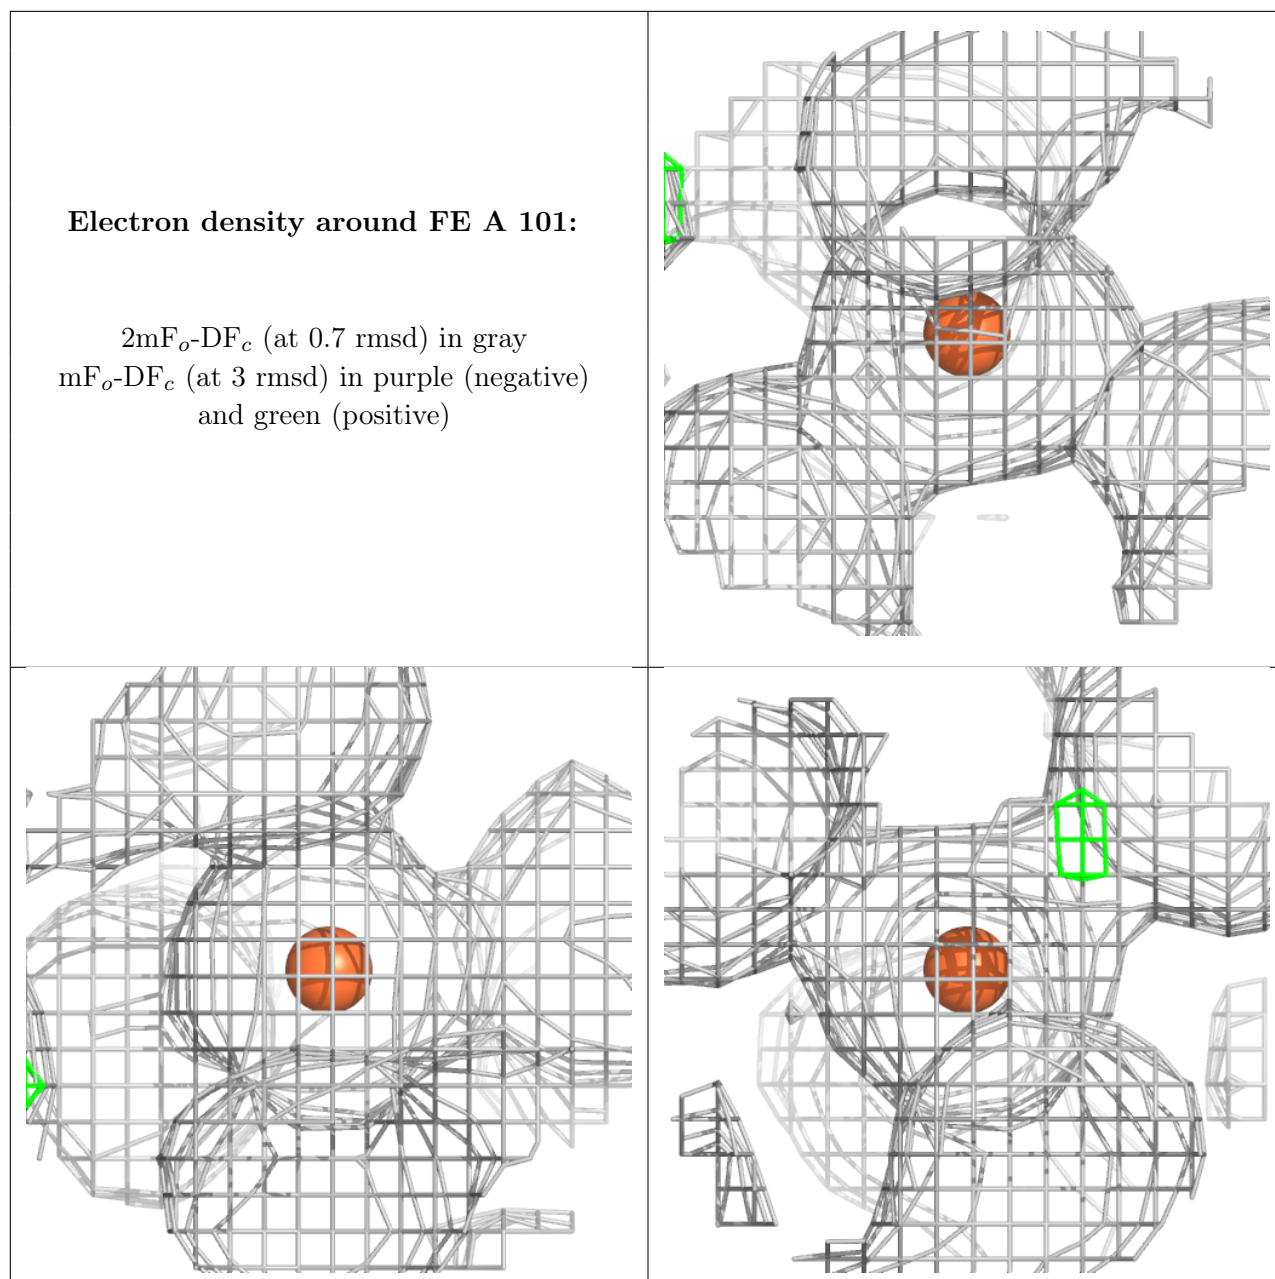 Electron density around FE A 101:
2mFₒ-DF𝒸 (at 0.7 rmsd) in gray
mFₒ-DF𝒸 (at 3 rmsd) in purple (negative)
and green (positive)